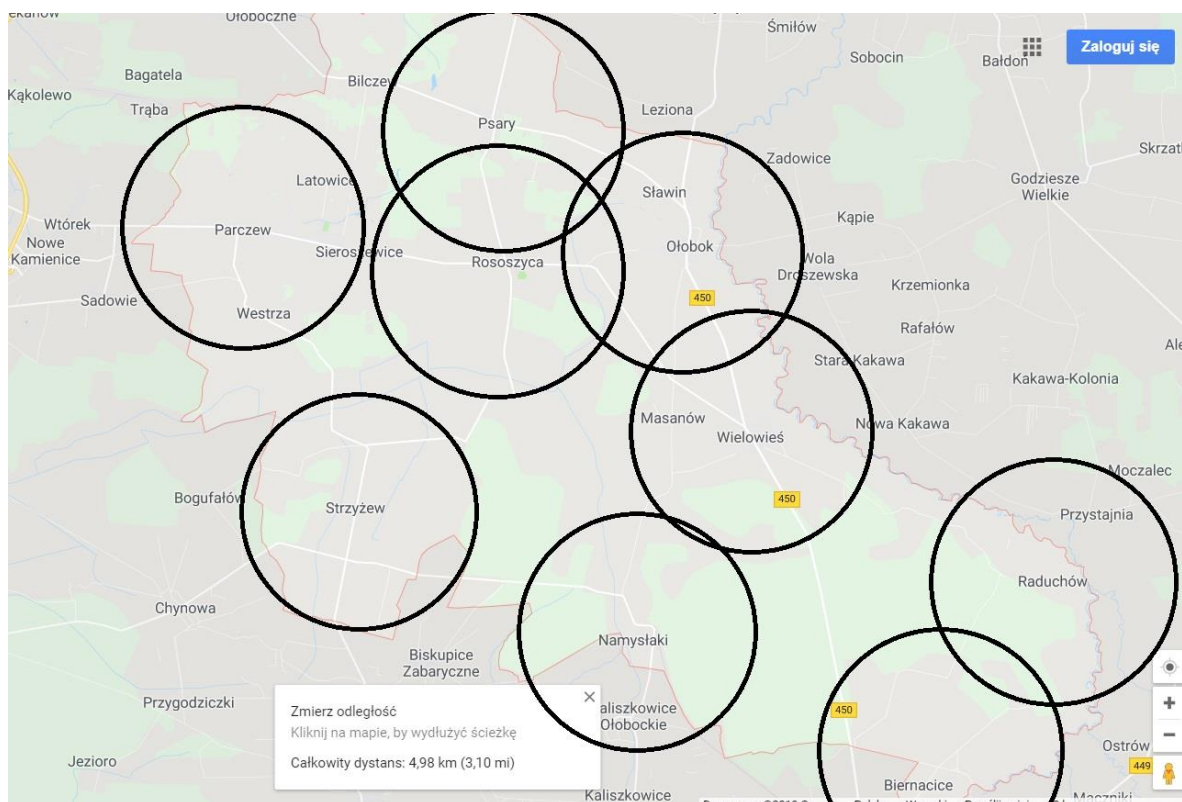 Ołoboczne
Śmiłów
Sobocin
Bałdoń
Zaloguj się
Bagatela
Bilczew
Kąkolewo
Trąba
Leziona
Psary
Zadowice
Latowice
Sławin
Godziesze
Wielkie
Wtórek
Parczew
Kąpie
Nowe
Kamienice
Sieroszewice
Rososzyca
Ołobok
Wola
Droszewska
Krzemionka
Sadowie
Westrza
450
Rafałów
Stara Kakawa
Kakawa-Kolonia
Masanów
Wielowieś
Nowa Kakawa
Moczalec
Bogufałów
Strzyżew
450
Przystajnia
Raduchów
Chynowa
Namysłaki
Biskupice
Zabaryczne
Przygodziczki
Zmierz odległość
Kliknij na mapie, by wydłużyć ścieżkę
Całkowity dystans: 4,98 km (3,10 mi)
aliszkowice
Ołobockie
450
Jezioro
Ostrów
449
Biernacice
Kaliszkowice